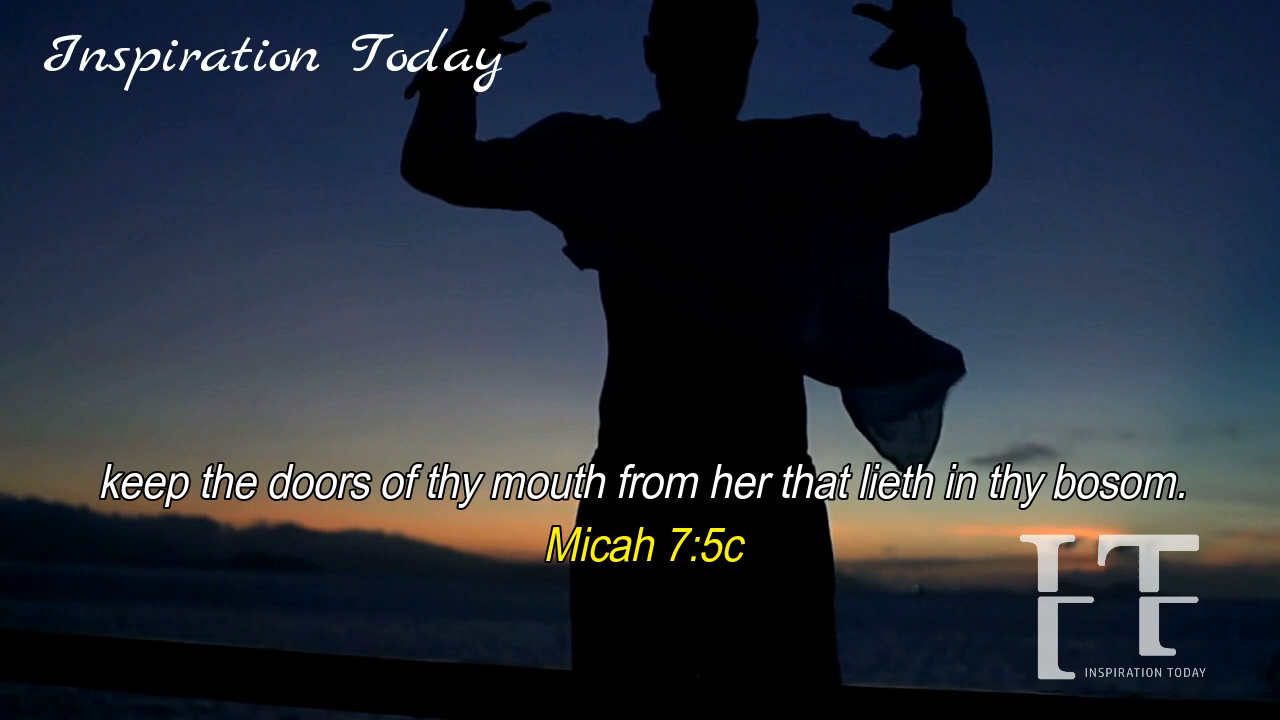 Inspiration Today
keep the doors of thy mouth from her that lieth in thy bosom.
Micah 7:5c
IT
INSPIRATION TODAY